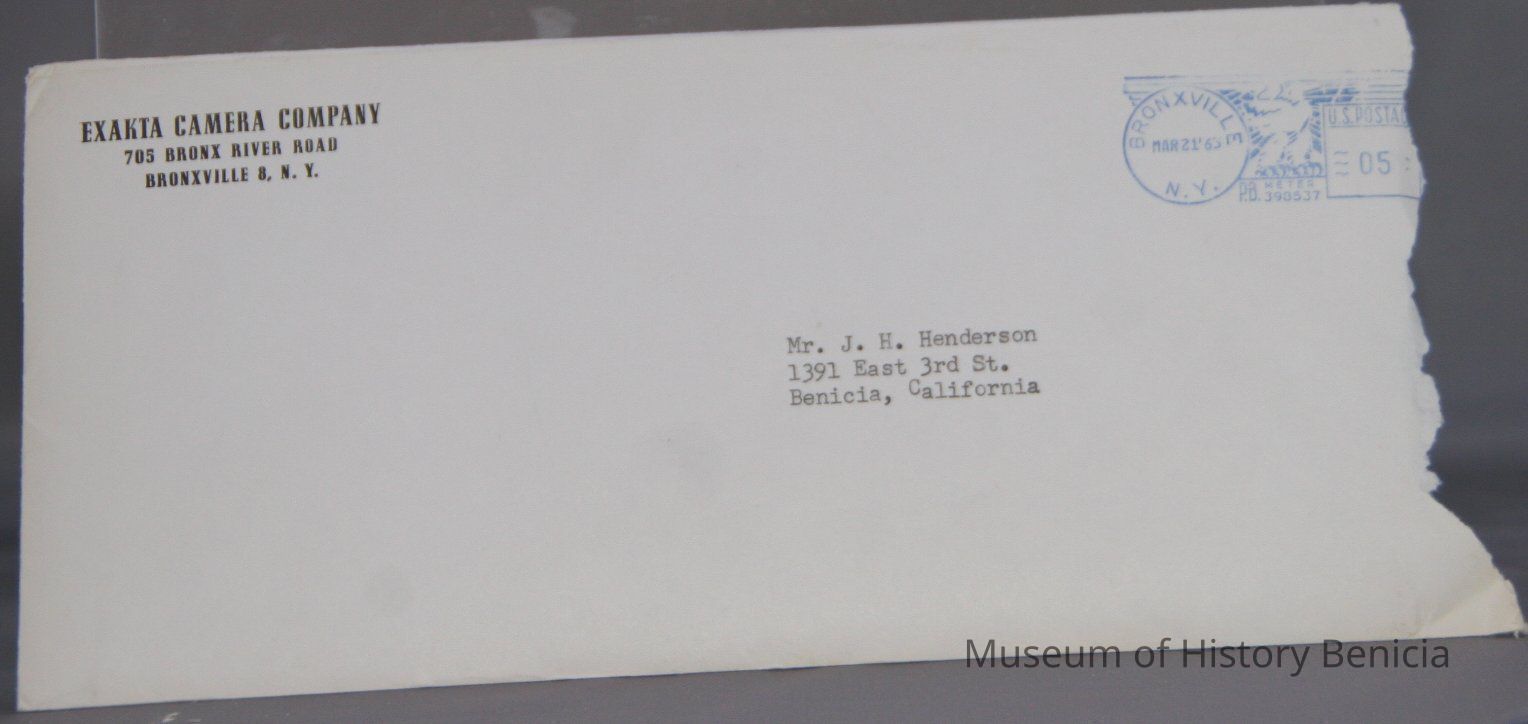 EXAKTA CAMERA COMPANY
705 BRONX RIVER ROAD
BRONXVILLE 8, N. Y.
BRONXVILLE
MAR 21 '63
N.Y.
P.B. METER
398537
U.S. POSTAG
05
Mr. J. H. Henderson
1391 East 3rd St.
Benicia, California
Museum of History Benicia